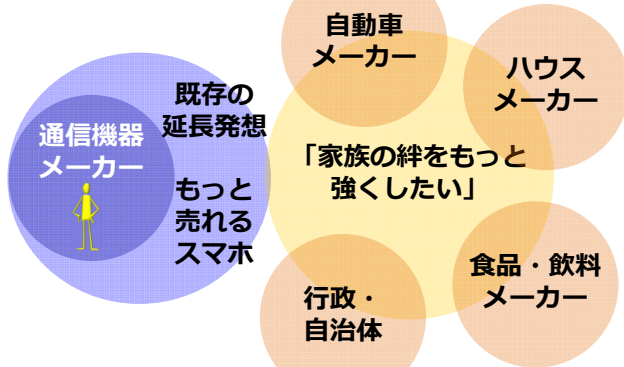 通信機器
メーカー
既存の
延長発想
もっと
売れる
スマホ
自動車
メーカー
ハウス
メーカー
「家族の絆をもっと
強くしたい」
食品・飲料
メーカー
行政・
自治体